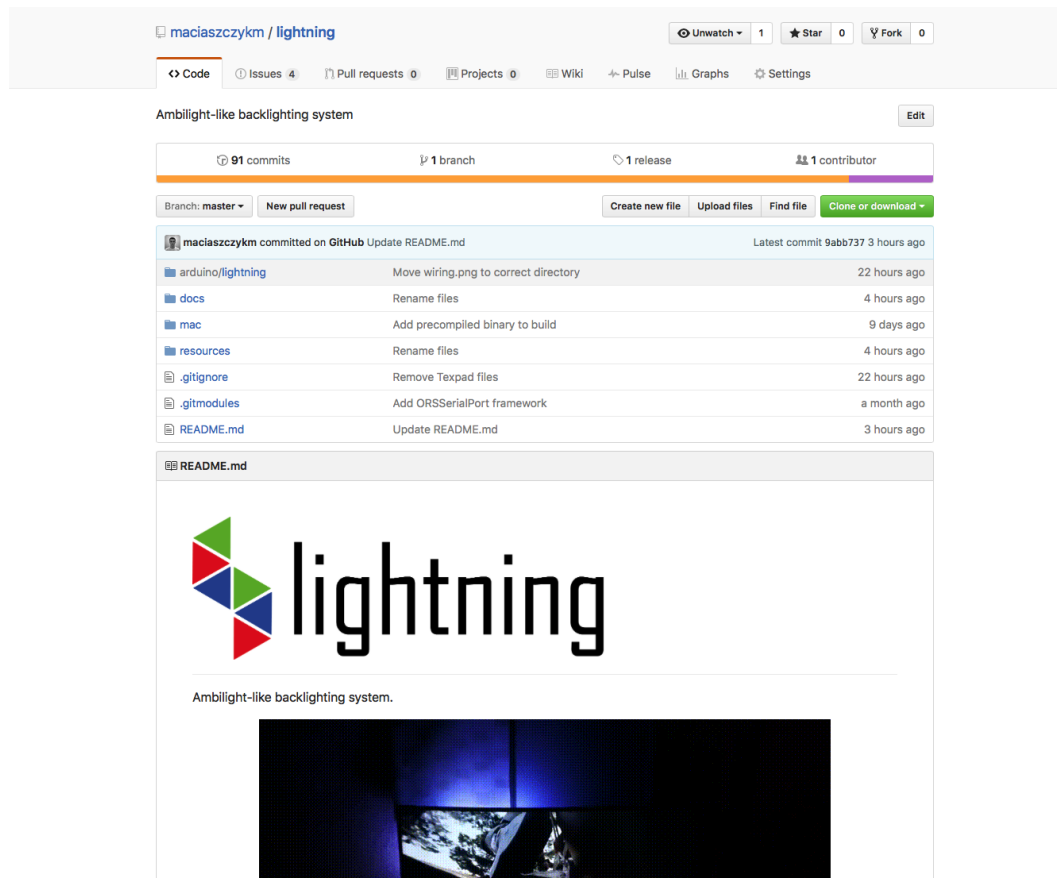 maciaszczykm / lightning
Unwatch 1 Star 0 Fork 0
Code Issues 4 Pull requests 0 Projects 0 Wiki Pulse Graphs Settings
Ambilight-like backlighting system Edit
91 commits 1 branch 1 release 1 contributor
Branch: master New pull request Create new file Upload files Find file Clone or download
maciaszczykm committed on GitHub Update README.md Latest commit 9abb737 3 hours ago
arduino/lightning Move wiring.png to correct directory 22 hours ago
docs Rename files 4 hours ago
mac Add precompiled binary to build 9 days ago
resources Rename files 4 hours ago
.gitignore Remove Texpad files 22 hours ago
.gitmodules Add ORSSerialPort framework a month ago
README.md Update README.md 3 hours ago
README.md
lightning
Ambilight-like backlighting system.